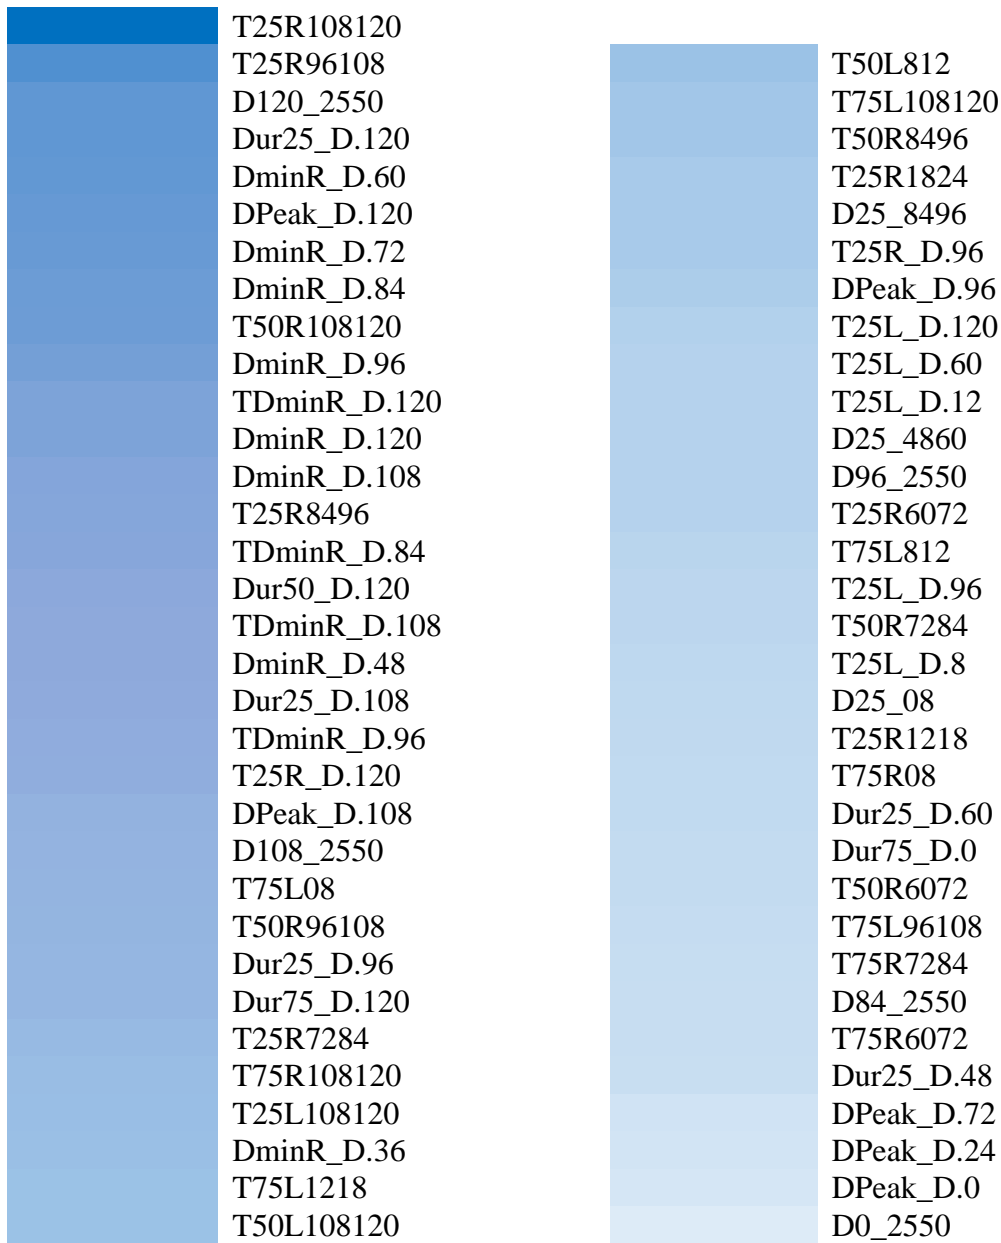 T25R108120
T25R96108
D120_2550
Dur25_D.120
DminR_D.60
DPeak_D.120
DminR_D.72
DminR_D.84
T50R108120
DminR_D.96
TDminR_D.120
DminR_D.120
DminR_D.108
T25R8496
TDminR_D.84
Dur50_D.120
TDminR_D.108
DminR_D.48
Dur25_D.108
TDminR_D.96
T25R_D.120
DPeak_D.108
D108_2550
T75L08
T50R96108
Dur25_D.96
Dur75_D.120
T25R7284
T75R108120
T25L108120
DminR_D.36
T75L1218
T50L108120
T50L812
T75L108120
T50R8496
T25R1824
D25_8496
T25R_D.96
DPeak_D.96
T25L_D.120
T25L_D.60
T25L_D.12
D25_4860
D96_2550
T25R6072
T75L812
T25L_D.96
T50R7284
T25L_D.8
D25_08
T25R1218
T75R08
Dur25_D.60
Dur75_D.0
T50R6072
T75L96108
T75R7284
D84_2550
T75R6072
Dur25_D.48
DPeak_D.72
DPeak_D.24
DPeak_D.0
D0_2550